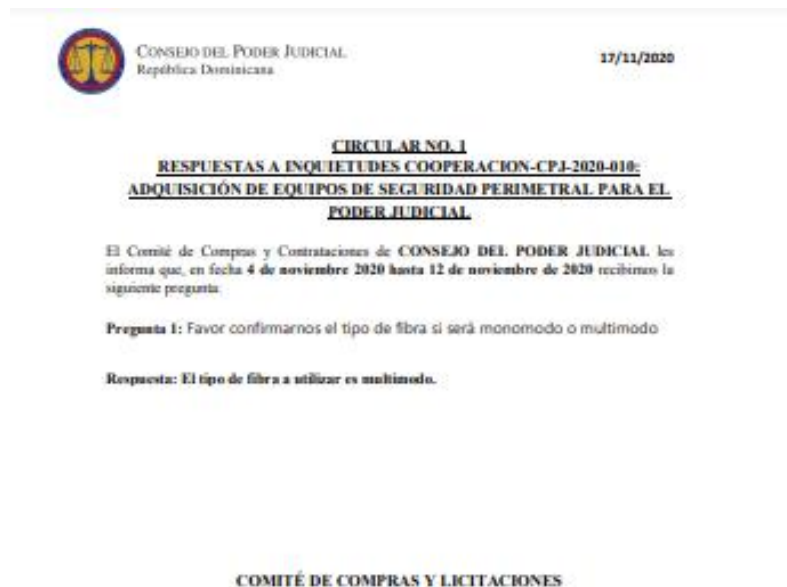 CONSEJO DEL PODER JUDICIAL
República Dominicana
17/11/2020
CIRCULAR NO. 1
RESPUESTAS A INQUIETUDES COOPERACION-CPJ-2020-010:
ADQUISICIÓN DE EQUIPOS DE SEGURIDAD PERIMETRAL PARA EL
PODER JUDICIAL
El Comité de Compras y Contrataciones de CONSEJO DEL PODER JUDICIAL les
informa que, en fecha 4 de noviembre 2020 hasta 12 de noviembre de 2020 recibimos la
siguiente pregunta:
Pregunta 1: Favor confirmarnos el tipo de fibra si será monomodo o multimodo
Respuesta: El tipo de fibra a utilizar es multimodo.
COMITÉ DE COMPRAS Y LICITACIONES